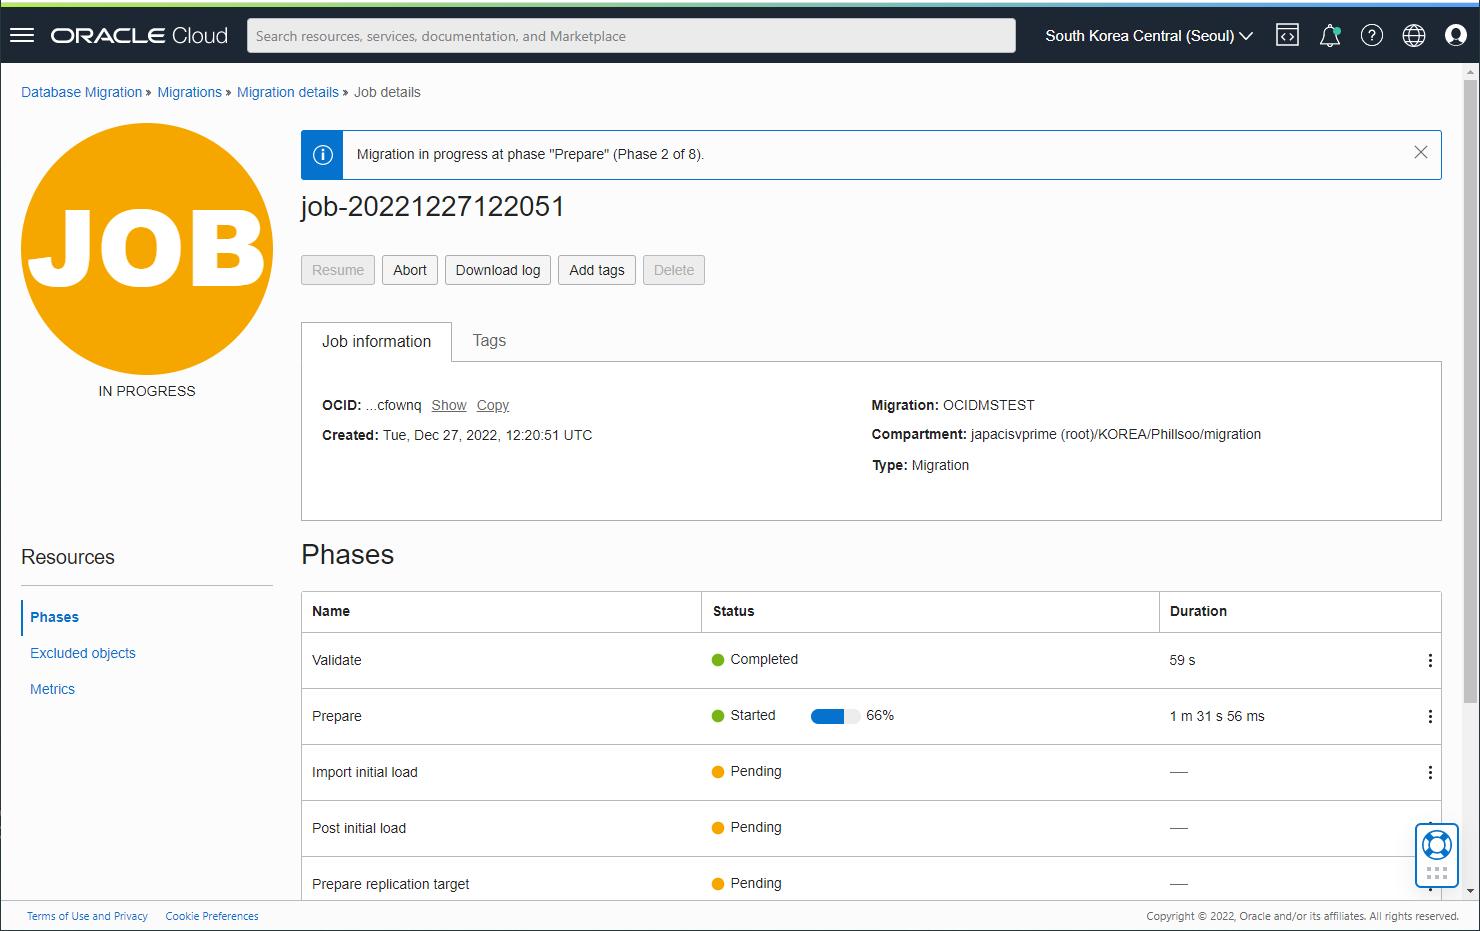 ORACLE Cloud
Search resources, services, documentation, and Marketplace
South Korea Central (Seoul)
Database Migration » Migrations » Migration details » Job details
JOB
IN PROGRESS
Migration in progress at phase "Prepare" (Phase 2 of 8).
job-20221227122051
Resume Abort Download log Add tags Delete
Job information Tags
OCID: ...cfownq Show Copy
Created: Tue, Dec 27, 2022, 12:20:51 UTC
Migration: OCIDMSTEST
Compartment: japacisvprime (root)/KOREA/Phillsoo/migration
Type: Migration
Resources
Phases
Excluded objects
Metrics
Phases
Name Status Duration
Validate Completed 59 s
Prepare Started 66% 1 m 31 s 56 ms
Import initial load Pending —
Post initial load Pending —
Prepare replication target Pending —
Terms of Use and Privacy Cookie Preferences
Copyright © 2022, Oracle and/or its affiliates. All rights reserved.